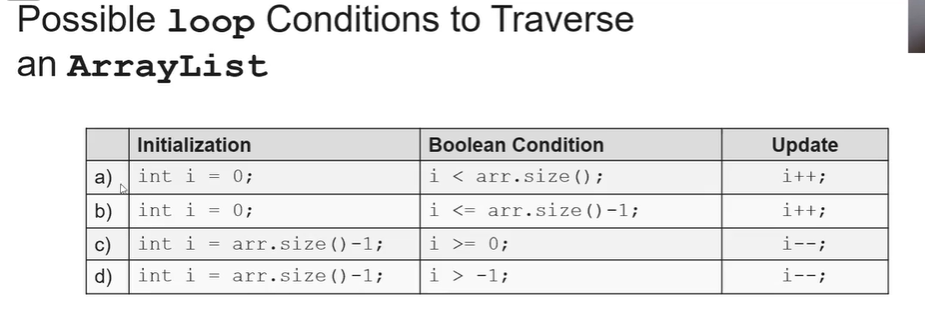 Possible loop Conditions to Traverse
an ArrayList
Initialization Boolean Condition Update
a) int i = 0; i < arr.size(); i++;
b) int i = 0; i <= arr.size()-1; i++;
c) int i = arr.size()-1; i >= 0; i--;
d) int i = arr.size()-1; i > -1; i--;